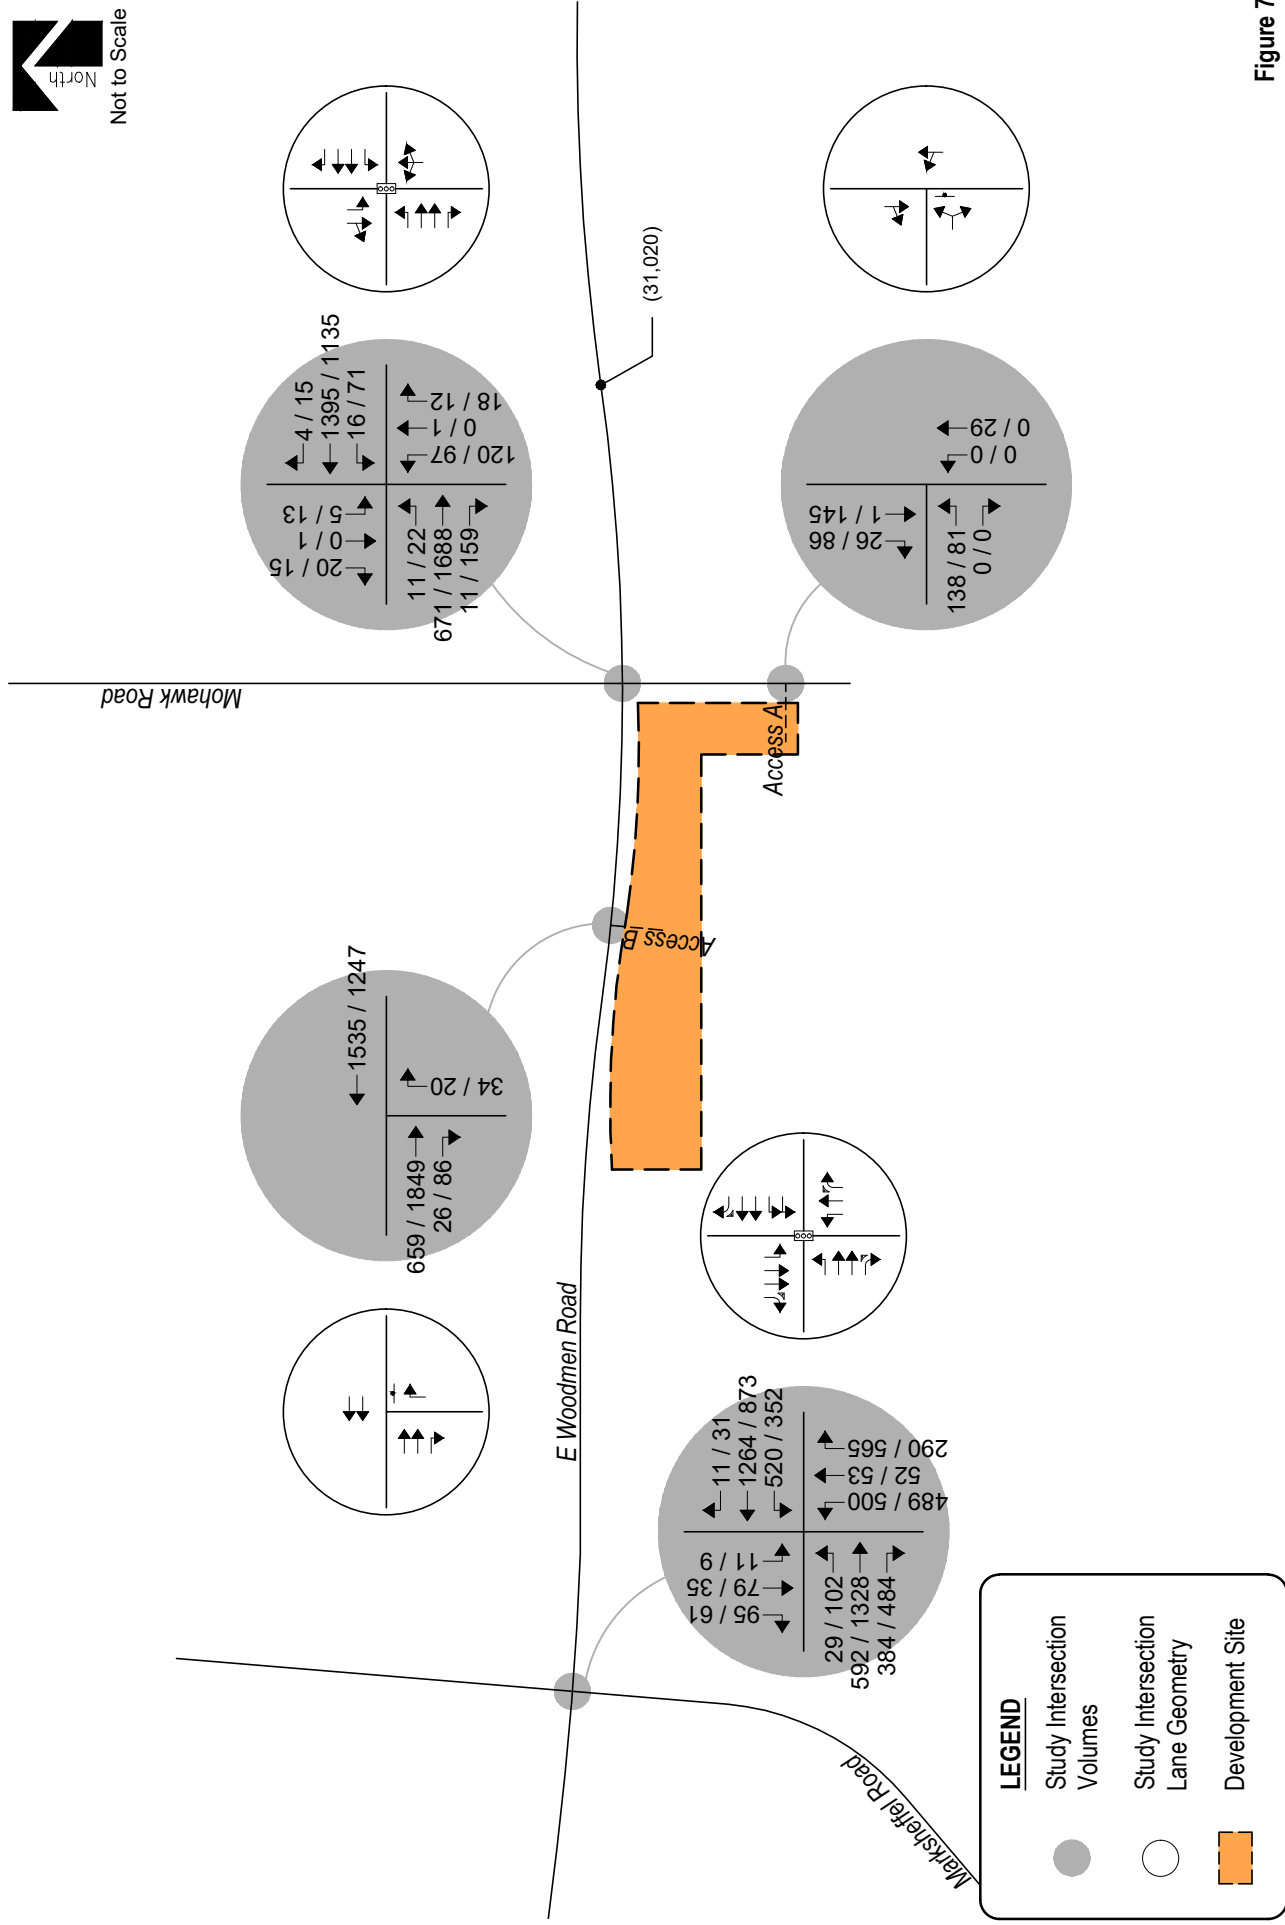 North
Not to Scale
Figure 7
4 / 15
1395 / 1135
16 / 71
5 / 13
0 / 1
20 / 15
11 / 22
671 / 1688
11 / 159
18 / 12
0 / 1
120 / 97
(31,020)
Mohawk Road
1 / 145
26 / 86
138 / 81
0 / 0
0 / 29
0 / 0
Access A
Access B
1535 / 1247
659 / 1849
26 / 86
34 / 20
E Woodmen Road
11 / 31
1264 / 873
520 / 352
11 / 9
79 / 35
95 / 61
29 / 102
592 / 1328
384 / 484
290 / 565
52 / 53
489 / 500
Marksheffel Road
LEGEND
Study Intersection
Volumes
Study Intersection
Lane Geometry
Development Site